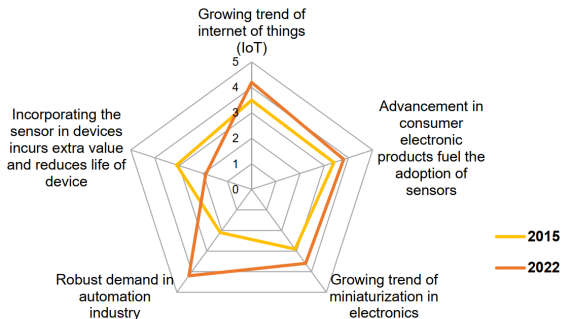 Growing trend of
internet of things
(IoT)
5
4
3
2
1
0
Advancement in
consumer
electronic
products fuel the
adoption of
sensors
Growing trend of
miniaturization in
electronics
Robust demand in
automation
industry
Incorporating the
sensor in devices
incurs extra value
and reduces life of
device
2015
2022